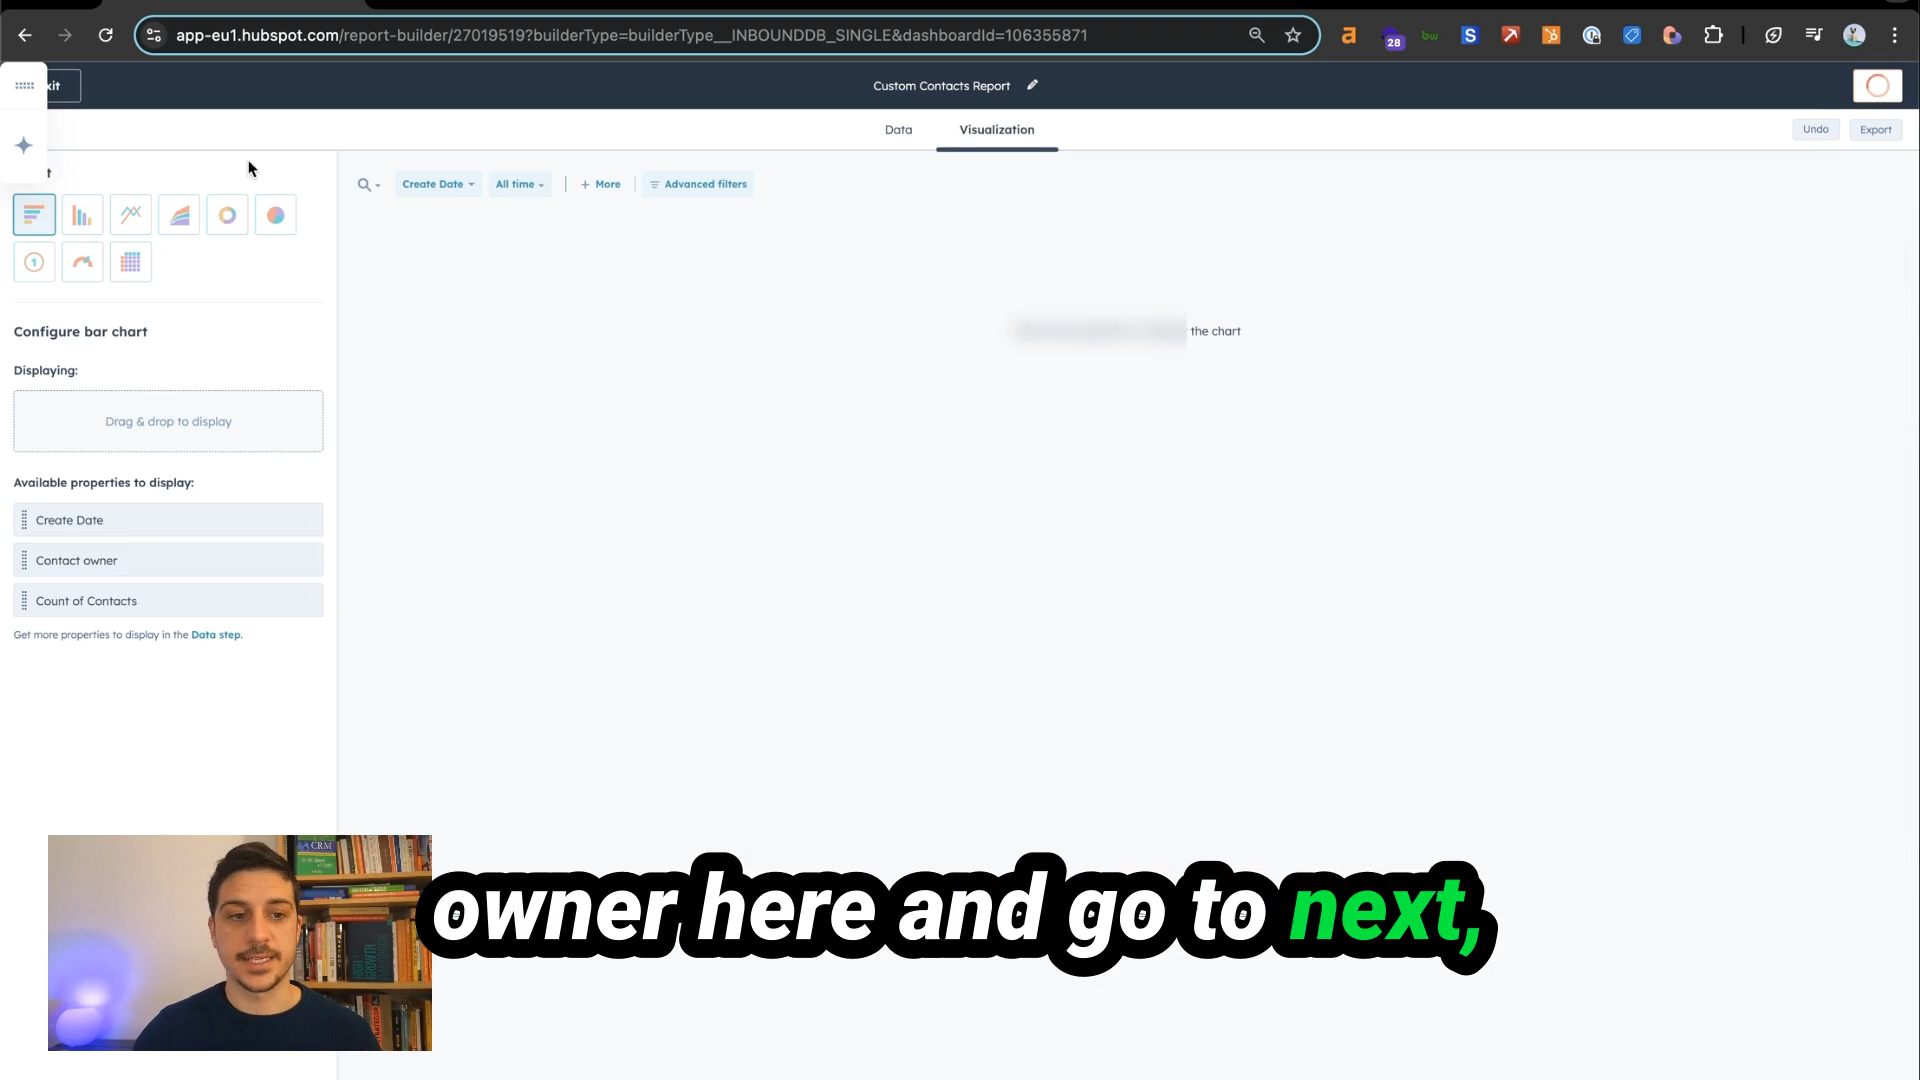 app-eu1.hubspot.com/report-builder/27019519?builderType=builderType__INBOUNDDB_SINGLE&dashboardId=106355871
28
bw
S
xit
Custom Contacts Report
Data
Visualization
Undo
Export
t
Create Date
All time
+ More
Advanced filters
1
the chart
Configure bar chart
Displaying:
Drag & drop to display
Available properties to display:
Create Date
Contact owner
Count of Contacts
Get more properties to display in the Data step.
CRM
owner here and go to next,